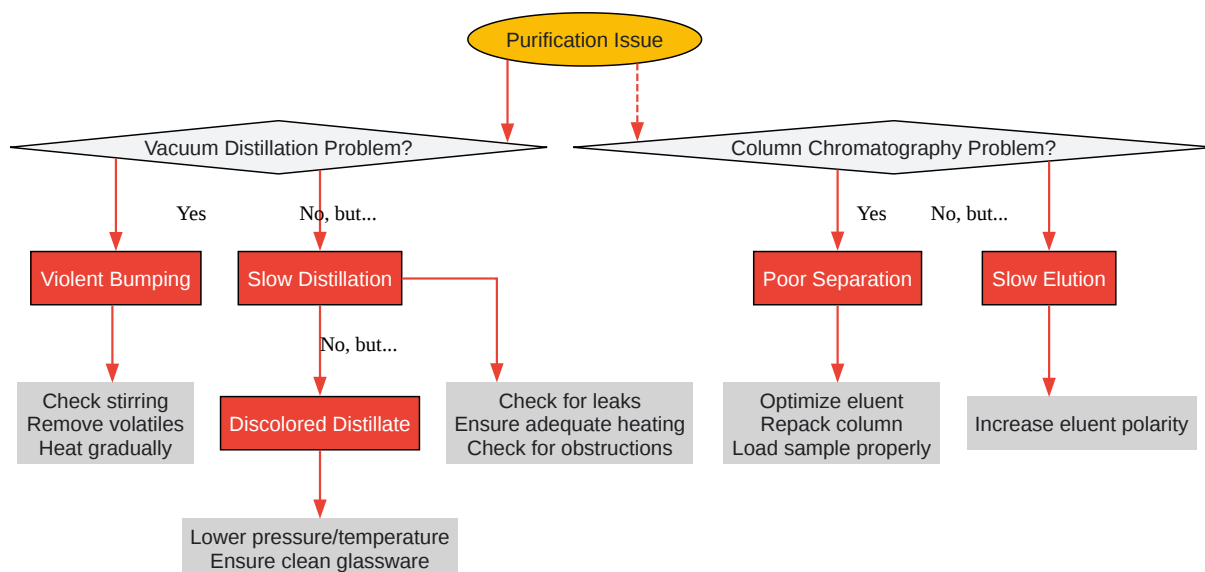 Purification Issue
Vacuum Distillation Problem?
Column Chromatography Problem?
Yes
No, but...
Yes
No, but...
Violent Bumping
Slow Distillation
Poor Separation
Slow Elution
No, but...
Check stirring
Remove volatiles
Heat gradually
Discolored Distillate
Check for leaks
Ensure adequate heating
Check for obstructions
Optimize eluent
Repack column
Load sample properly
Increase eluent polarity
Lower pressure/temperature
Ensure clean glassware